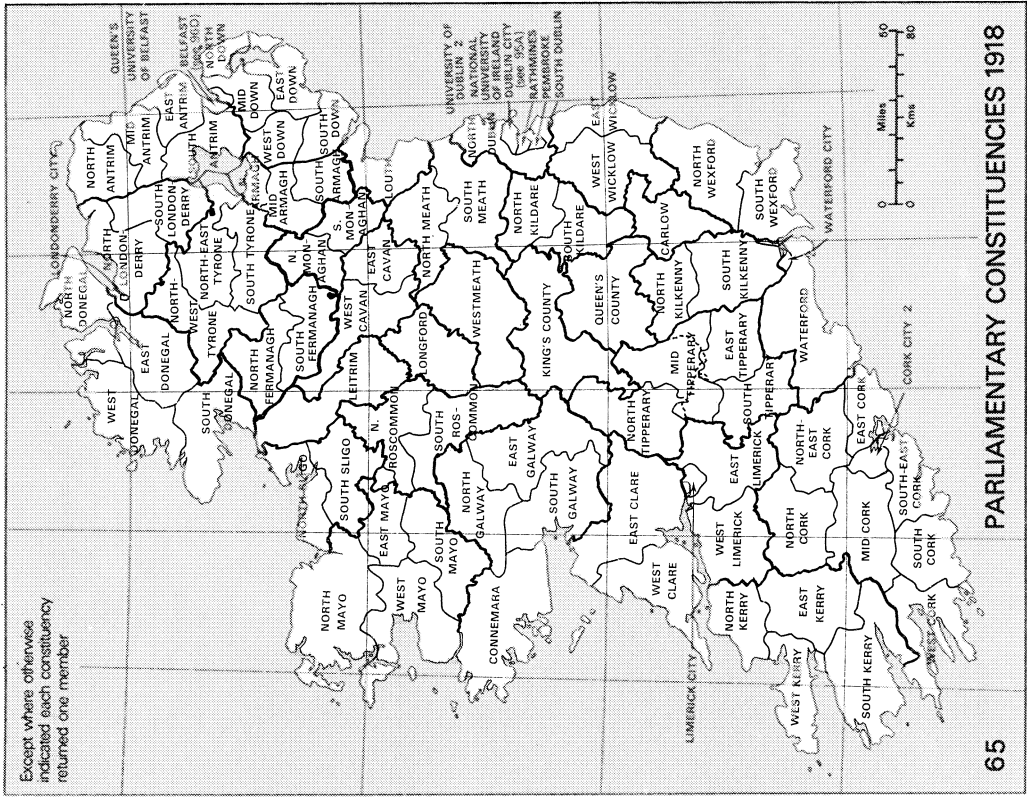 Except where otherwise
indicated each constituency
returned one member
LONDONDERRY CITY
QUEEN'S
UNIVERSITY
OF BELFAST
BELFAST
(see 96D)
NORTH
DOWN
NORTH
DONEGAL
WEST
DONEGAL
EAST
DONEGAL
SOUTH
DONEGAL
NORTH
LONDON-
DERRY
SOUTH
LONDON-
DERRY
NORTH
ANTRIM
MID
ANTRIM
EAST
ANTRIM
SOUTH
ANTRIM
NORTH-
WEST
TYRONE
NORTH-EAST
TYRONE
SOUTH TYRONE
N.
ARMAGH
MID
ARMAGH
SOUTH
ARMAGH
MID
DOWN
EAST
DOWN
WEST
DOWN
SOUTH
DOWN
NORTH
FERMANAGH
SOUTH
FERMANAGH
N.
MON-
AGHAN
S.
MON
AGHAN
LOUTH
WEST
CAVAN
EAST
CAVAN
LEITRIM
NORTH SLIGO
SOUTH SLIGO
NORTH
MAYO
EAST MAYO
WEST
MAYO
SOUTH
MAYO
N.
ROSCOMMON
SOUTH
ROS-
COMMON
LONGFORD
WESTMEATH
NORTH MEATH
SOUTH
MEATH
UNIVERSITY OF
DUBLIN 2
NATIONAL
UNIVERSITY
OF IRELAND
DUBLIN CITY
(see 95A)
RATHMINES
PEMBROKE
SOUTH DUBLIN
NORTH
DUBLIN
CONNEMARA
NORTH
GALWAY
EAST
GALWAY
SOUTH
GALWAY
KING'S COUNTY
NORTH
KILDARE
SOUTH
KILDARE
QUEEN'S
COUNTY
WEST
WICKLOW
EAST
WICKLOW
EAST CLARE
WEST
CLARE
NORTH
TIPPERARY
MID
TIPPERARY
EAST
TIPPERARY
SOUTH
TIPPERARY
NORTH
KILKENNY
SOUTH
KILKENNY
CARLOW
NORTH
WEXFORD
SOUTH
WEXFORD
LIMERICK CITY
WEST
LIMERICK
EAST
LIMERICK
NORTH
KERRY
EAST
KERRY
WEST KERRY
SOUTH KERRY
NORTH
CORK
NORTH-
EAST
CORK
MID CORK
EAST CORK
SOUTH-EAST
CORK
SOUTH
CORK
WEST CORK
WATERFORD
WATERFORD CITY
CORK CITY 2
0 Miles 50
0 Kms 80
65 PARLIAMENTARY CONSTITUENCIES 1918